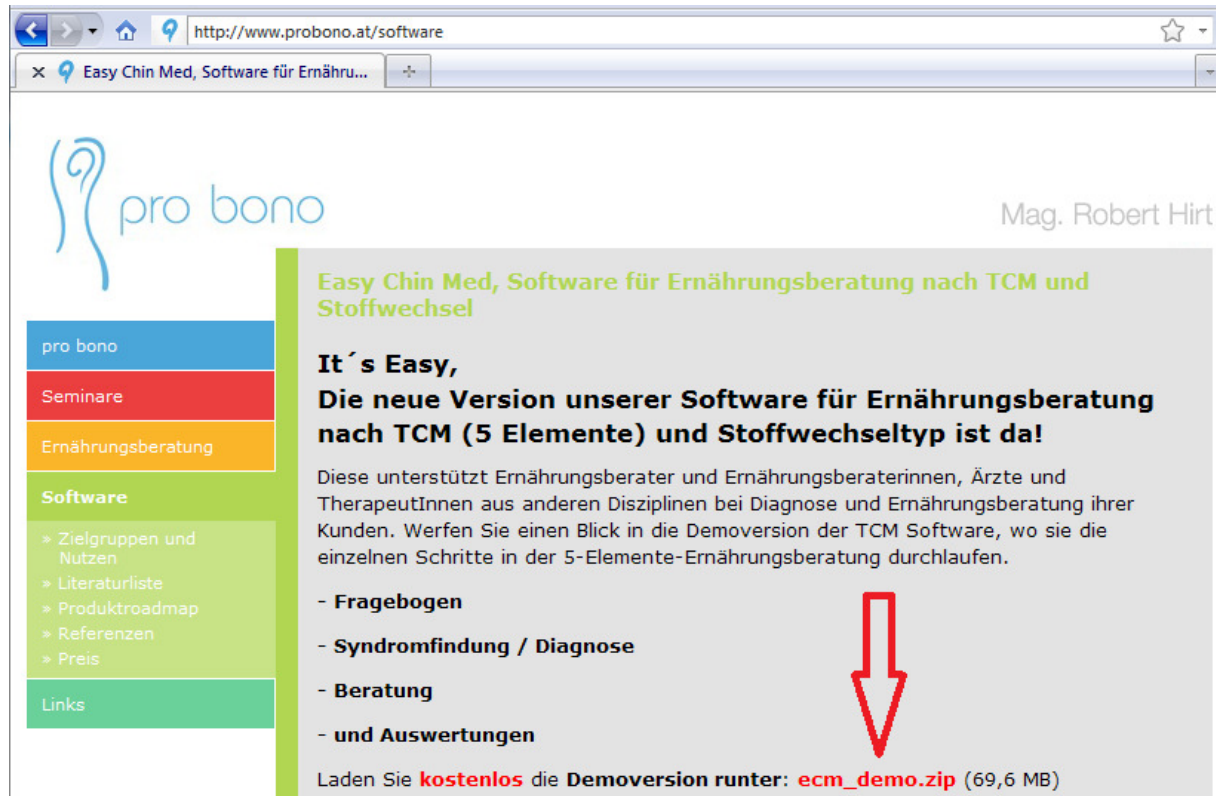 http://www.probono.at/software
Easy Chin Med, Software für Ernähru...
pro bono
Mag. Robert Hirt
pro bono
Seminare
Ernährungsberatung
Software
» Zielgruppen und
Nutzen
» Literaturliste
» Produktroadmap
» Referenzen
» Preis
Links
Easy Chin Med, Software für Ernährungsberatung nach TCM und
Stoffwechsel
It´s Easy,
Die neue Version unserer Software für Ernährungsberatung
nach TCM (5 Elemente) und Stoffwechseltyp ist da!
Diese unterstützt Ernährungsberater und Ernährungsberaterinnen, Ärzte und
TherapeutInnen aus anderen Disziplinen bei Diagnose und Ernährungsberatung ihrer
Kunden. Werfen Sie einen Blick in die Demoversion der TCM Software, wo sie die
einzelnen Schritte in der 5-Elemente-Ernährungsberatung durchlaufen.
- Fragebogen
- Syndromfindung / Diagnose
- Beratung
- und Auswertungen
Laden Sie kostenlos die Demoversion runter: ecm_demo.zip (69,6 MB)